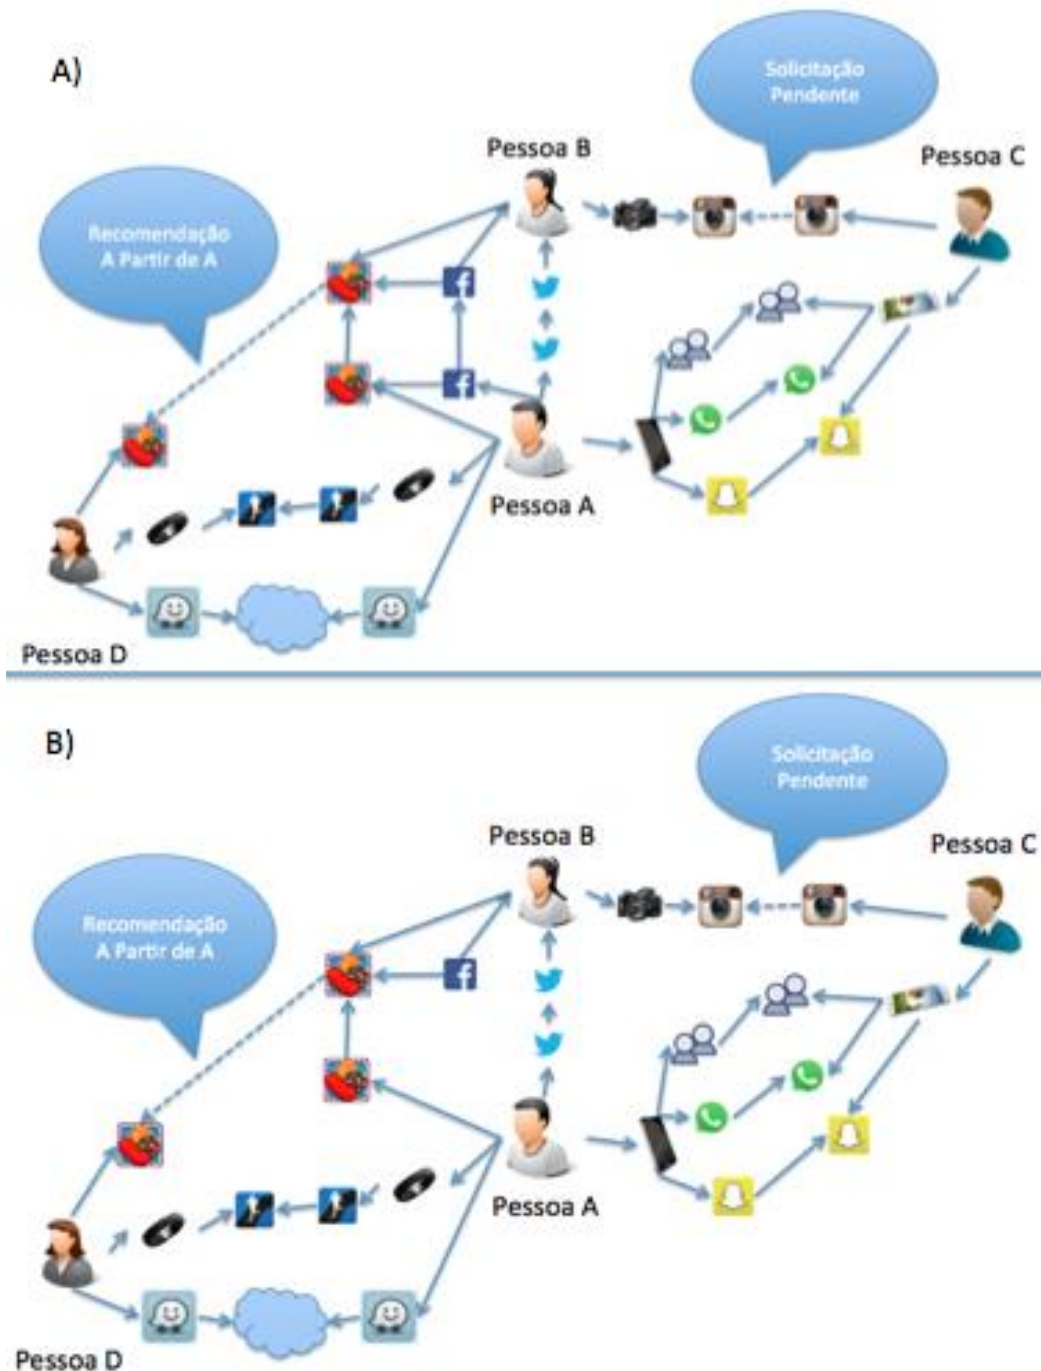 A)
Solicitação
Pendente
Pessoa B
Pessoa C
Recomendação
A Partir de A
Pessoa A
Pessoa D
B)
Solicitação
Pendente
Pessoa B
Pessoa C
Recomendação
A Partir de A
Pessoa A
Pessoa D